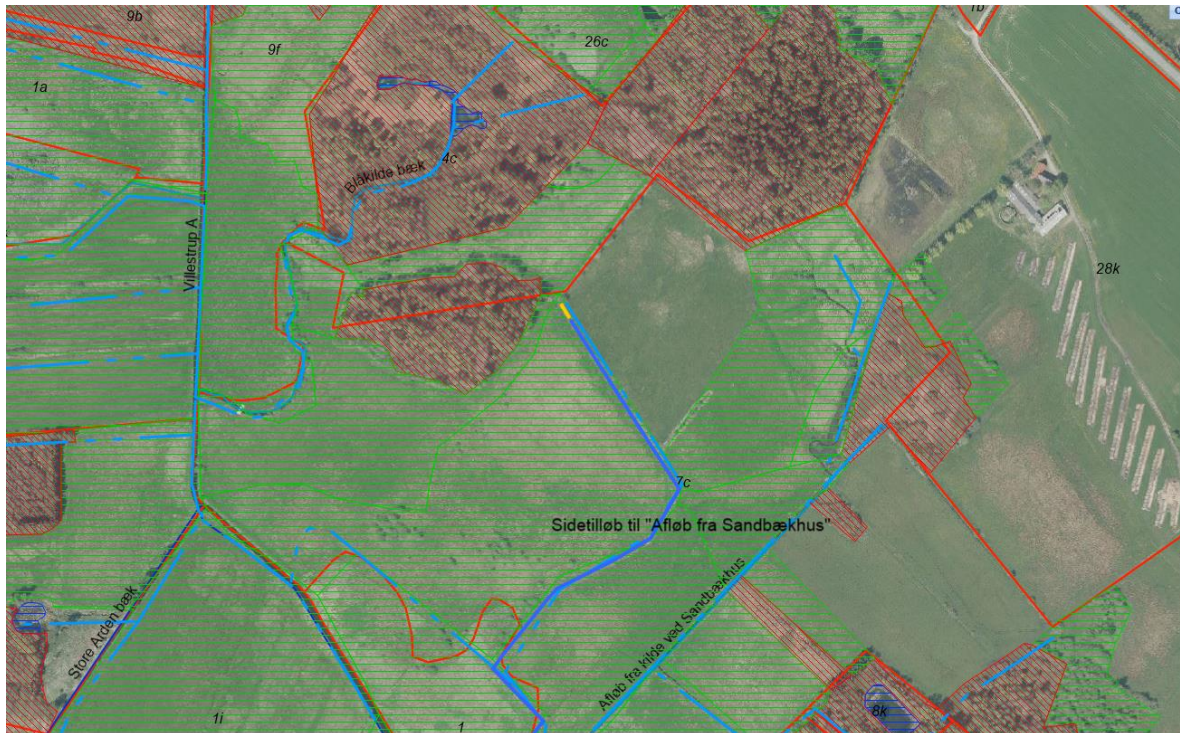 9b
1b
9f
26c
1a
4c
Blåkilde bæk
Villestrup A
28k
7c
Sidetilløb til "Afløb fra Sandbækhus"
Afløb fra kilde ved Sandbækhus
Store Arden bæk
8k
1i
1